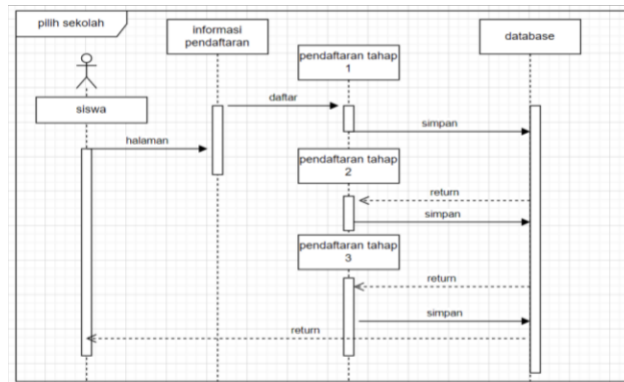 pilih sekolah
informasi
pendaftaran
database
pendaftaran tahap
1
siswa
daftar
simpan
halaman
pendaftaran tahap
2
return
simpan
pendaftaran tahap
3
return
simpan
return